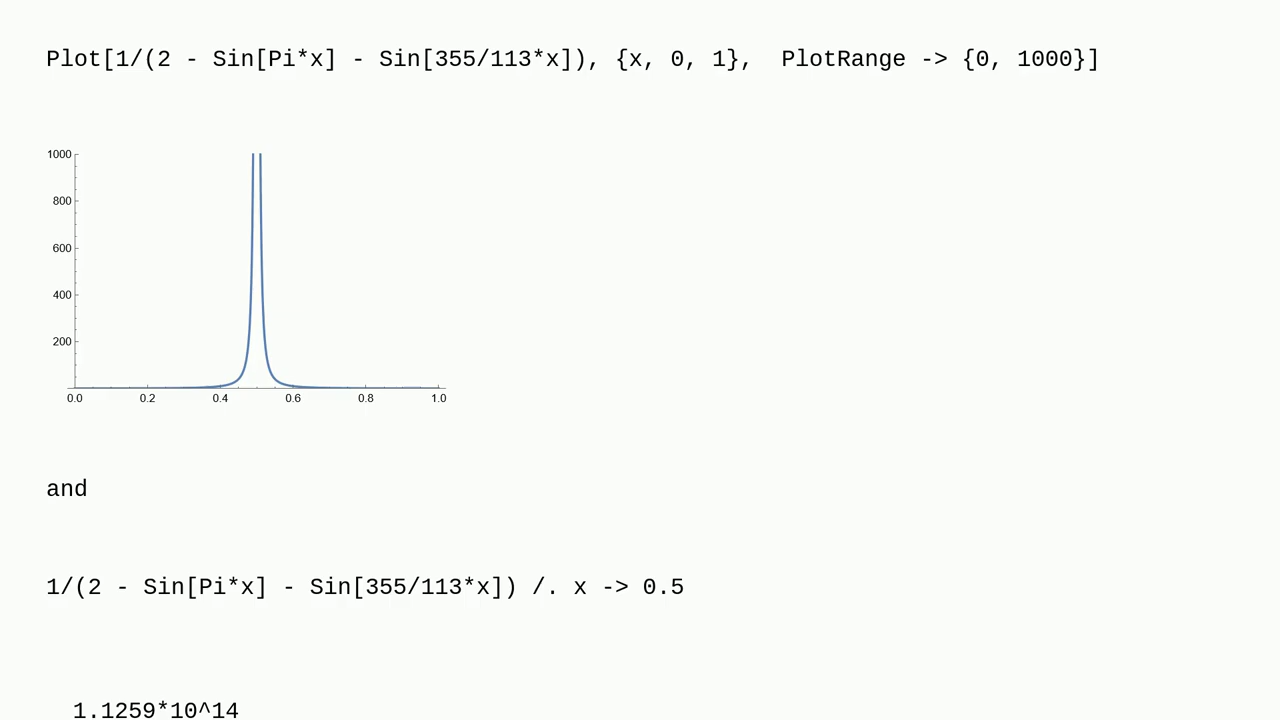 Plot[1/(2 - Sin[Pi*x] - Sin[355/113*x]), {x, 0, 1},  PlotRange -> {0, 1000}]
1000
800
600
400
200
0.0 0.2 0.4 0.6 0.8 1.0
and
1/(2 - Sin[Pi*x] - Sin[355/113*x]) /. x -> 0.5
1.1259*10^14